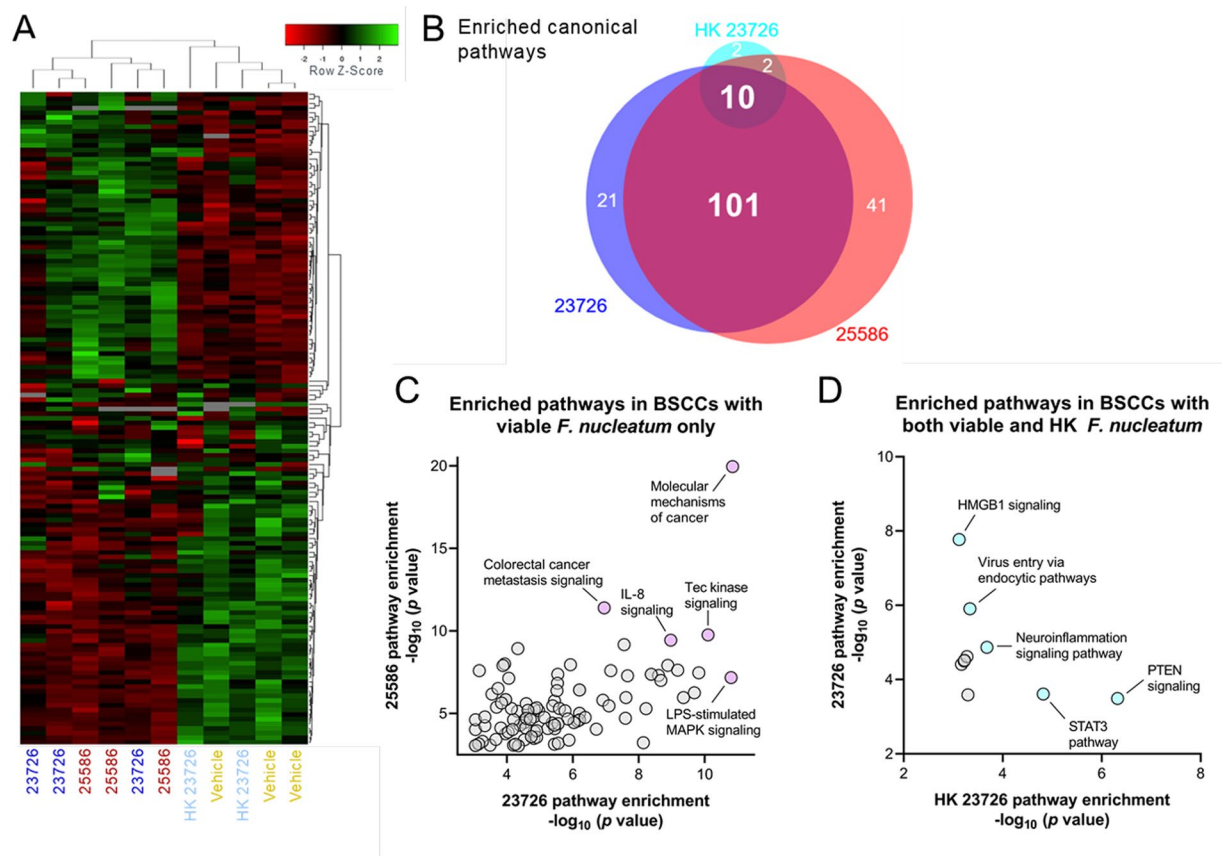 A
-2 -1 0 1 2
Row Z-Score
23726
23726
25586
25586
23726
25586
HK 23726
Vehicle
HK 23726
Vehicle
Vehicle
B
Enriched canonical
pathways
HK 23726
2
2
10
21
101
41
23726
25586
C
Enriched pathways in BSCCs with
viable F. nucleatum only
25586 pathway enrichment
-log10 (p value)
20
15
10
5
Molecular
mechanisms
of cancer
Colorectal cancer
metastasis signaling
IL-8
signaling
Tec kinase
signaling
LPS-stimulated
MAPK signaling
4 6 8 10
23726 pathway enrichment
-log10 (p value)
D
Enriched pathways in BSCCs with
both viable and HK F. nucleatum
23726 pathway enrichment
-log10 (p value)
10
8
6
4
2
HMGB1 signaling
Virus entry via
endocytic pathways
Neuroinflammation
signaling pathway
PTEN
signaling
STAT3
pathway
2 4 6 8
HK 23726 pathway enrichment
-log10 (p value)